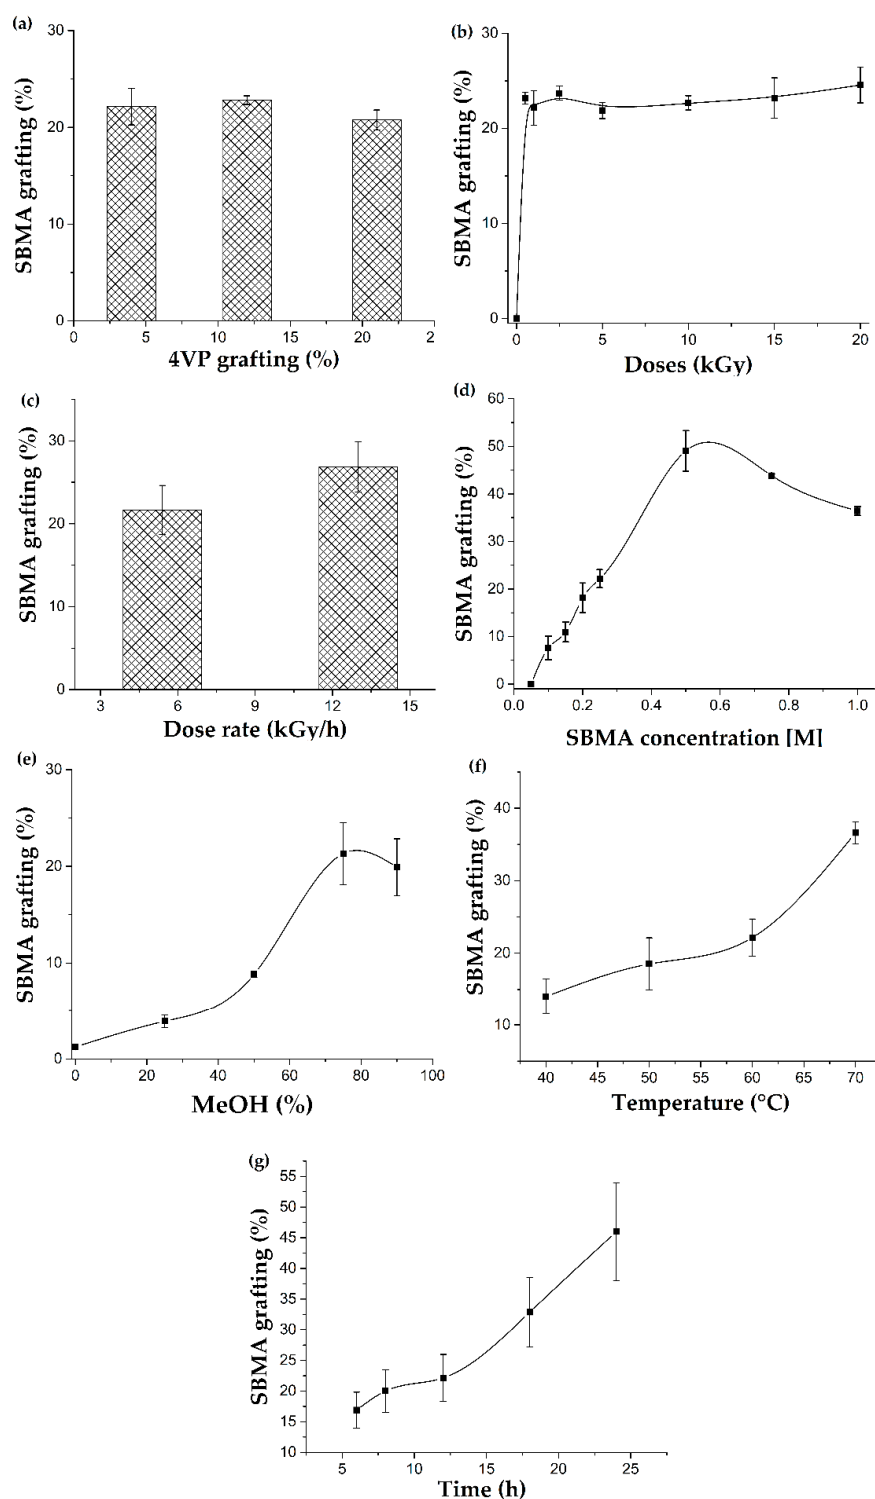 (a)
SBMA grafting (%)
30
20
10
0
0 5 10 15 20 2
4VP grafting (%)
(b)
SBMA grafting (%)
30
20
10
0
0 5 10 15 20
Doses (kGy)
(c)
SBMA grafting (%)
30
20
10
0
3 6 9 12 15
Dose rate (kGy/h)
(d)
SBMA grafting (%)
60
50
40
30
20
10
0
0.0 0.2 0.4 0.6 0.8 1.0
SBMA concentration [M]
(e)
SBMA grafting (%)
30
20
10
0
0 20 40 60 80 100
MeOH (%)
(f)
SBMA grafting (%)
40
30
20
10
40 45 50 55 60 65 70
Temperature (°C)
(g)
SBMA grafting (%)
55
50
45
40
35
30
25
20
15
10
5 10 15 20 25
Time (h)